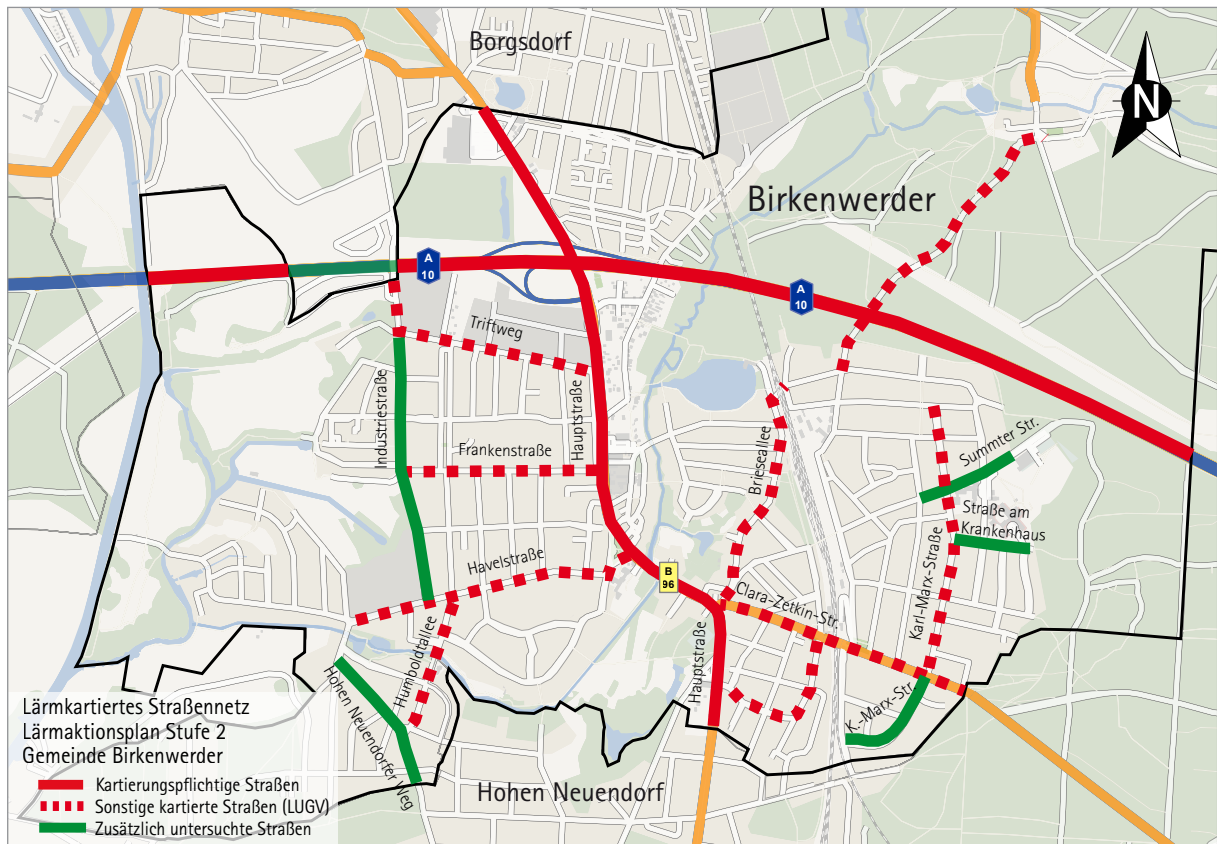 Borgsdorf
N
Birkenwerder
A
10
A
10
Triftweg
Industriestraße
Hauptstraße
Frankenstraße
Brieseallee
Summter Str.
Straße am
Krankenhaus
Havelstraße
B
96
Clara-Zetkin-Str.
Karl-Marx-Straße
Humboldtallee
Hauptstraße
K.-Marx-Str.
Hohen Neuendorfer Weg
Hohen Neuendorf
Lärmkartiertes Straßennetz
Lärmaktionsplan Stufe 2
Gemeinde Birkenwerder
Kartierungspflichtige Straßen
Sonstige kartierte Straßen (LUGV)
Zusätzlich untersuchte Straßen